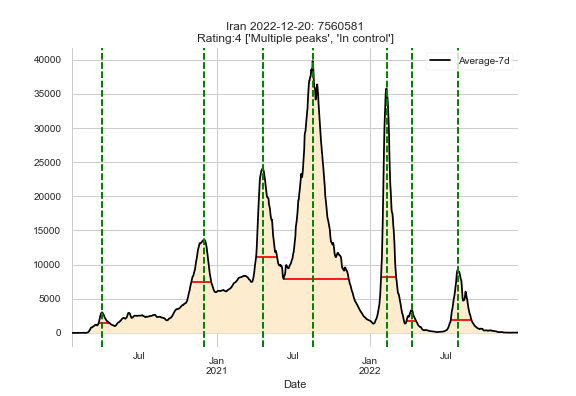 Iran 2022-12-20: 7560581
Rating:4 ['Multiple peaks', 'In control']
Average-7d
40000
35000
30000
25000
20000
15000
10000
5000
0
Jul
Jan
2021
Jul
Jan
2022
Jul
Date